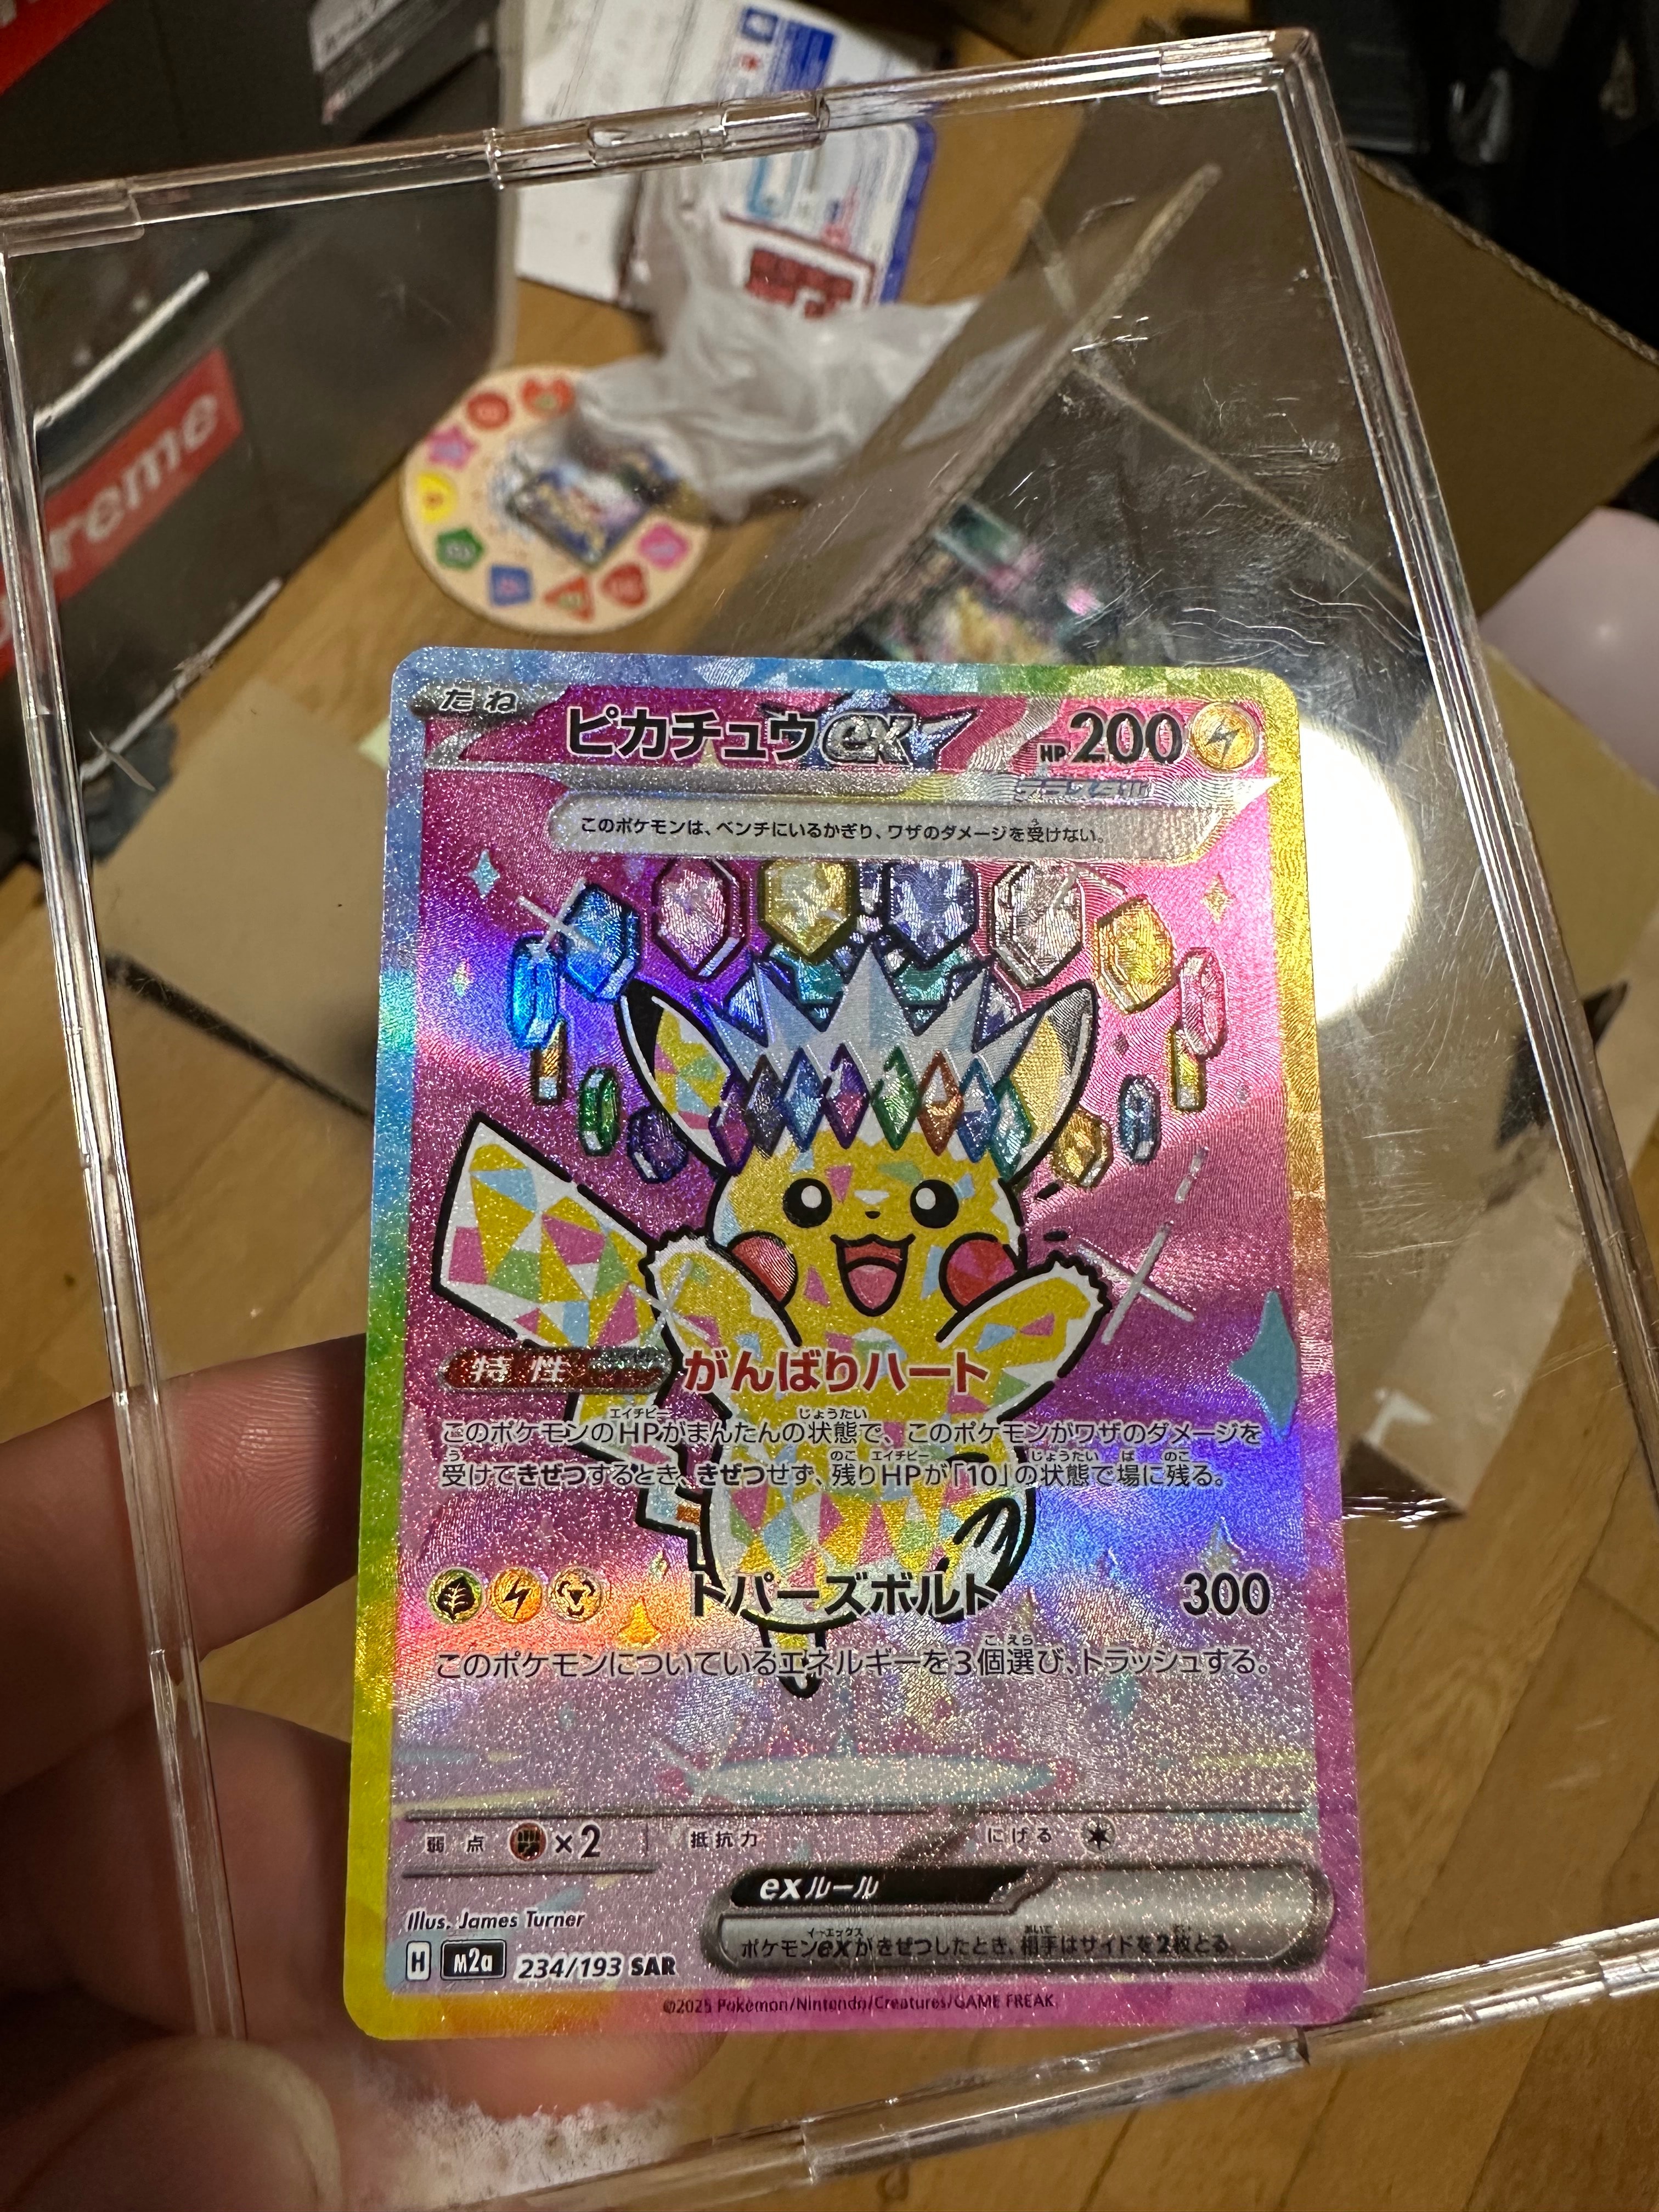 reme
たね
ピカチュウex
HP200
テラスタル
このポケモンは、ベンチにいるかぎり、ワザのダメージを受けない。
特性 がんばりハート
このポケモンのHPがまんたんの状態で、このポケモンがワザのダメージを
受けてきぜつするとき、きぜつせず、残りHPが「10」の状態で場に残る。
トパーズボルト 300
このポケモンについているエネルギーを3個選び、トラッシュする。
弱点 ×2 抵抗力 にげる
exルール
ポケモンexがきぜつしたとき、相手はサイドを2枚とる。
Illus. James Turner
H M2a 234/193 SAR
©2025 Pokémon/Nintendo/Creatures/GAME FREAK